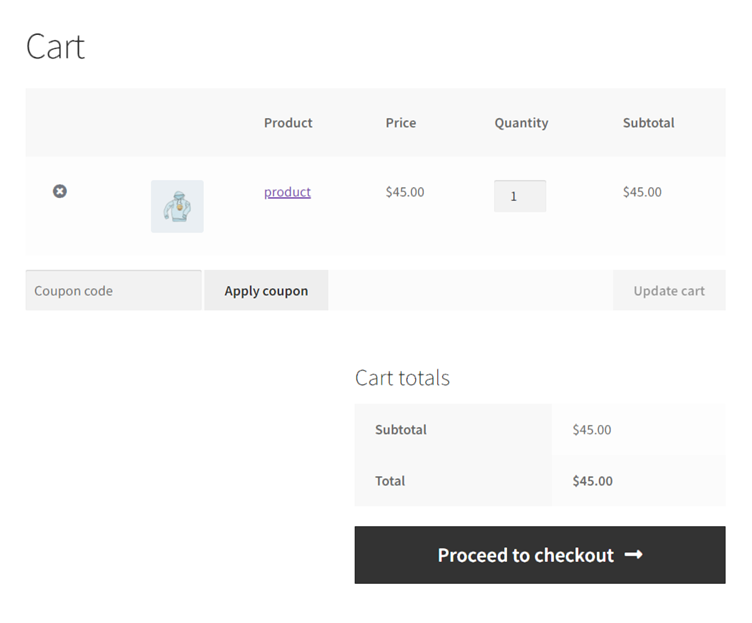 Cart
Product Price Quantity Subtotal
product $45.00 1 $45.00
Coupon code Apply coupon Update cart
Cart totals
Subtotal $45.00
Total $45.00
Proceed to checkout →